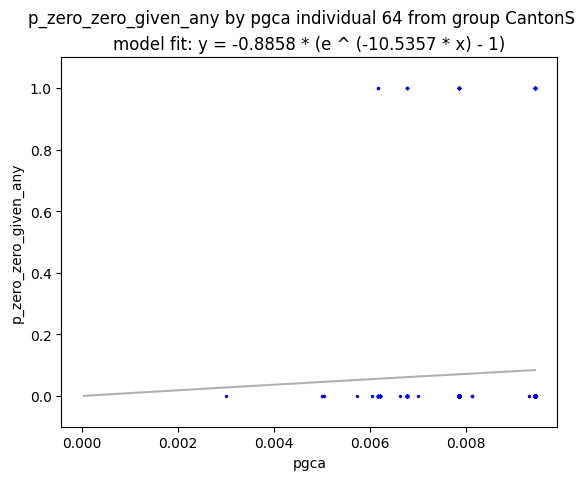 p_zero_zero_given_any by pgca individual 64 from group CantonS
model fit: y = -0.8858 * (e ^ (-10.5357 * x) - 1)
1.0
0.8
0.6
0.4
0.2
0.0
p_zero_zero_given_any
0.000 0.002 0.004 0.006 0.008
pgca